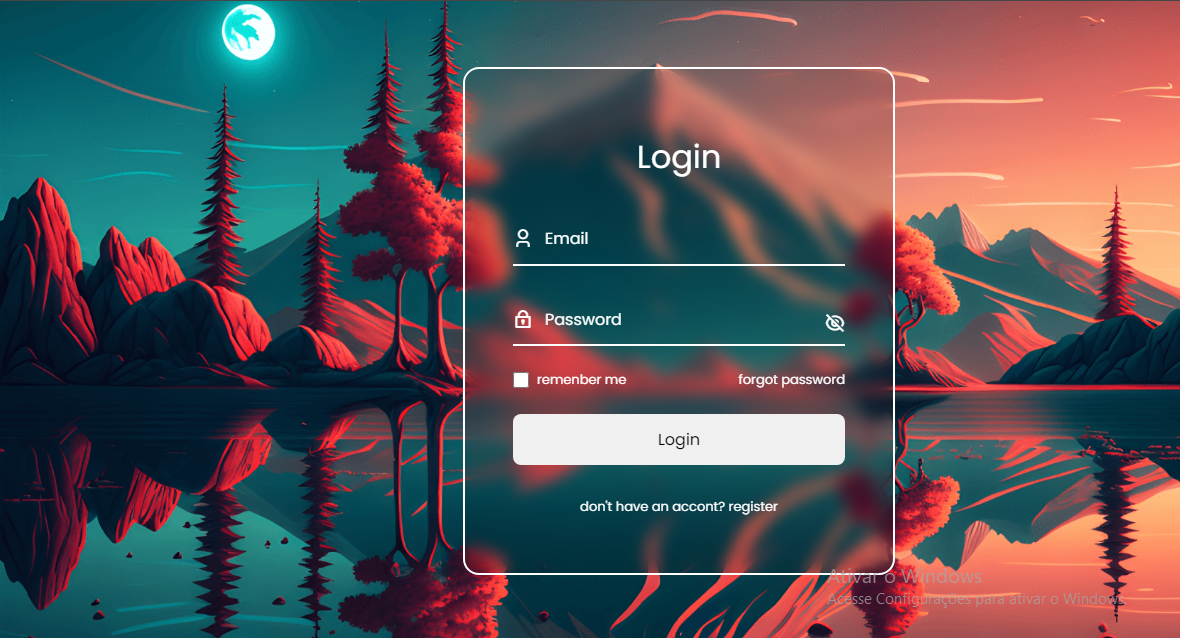 Login
Email
Password
remenber me
forgot password
Login
don't have an accont? register
Ativar o Windows
Acesse Configurações para ativar o Windows.